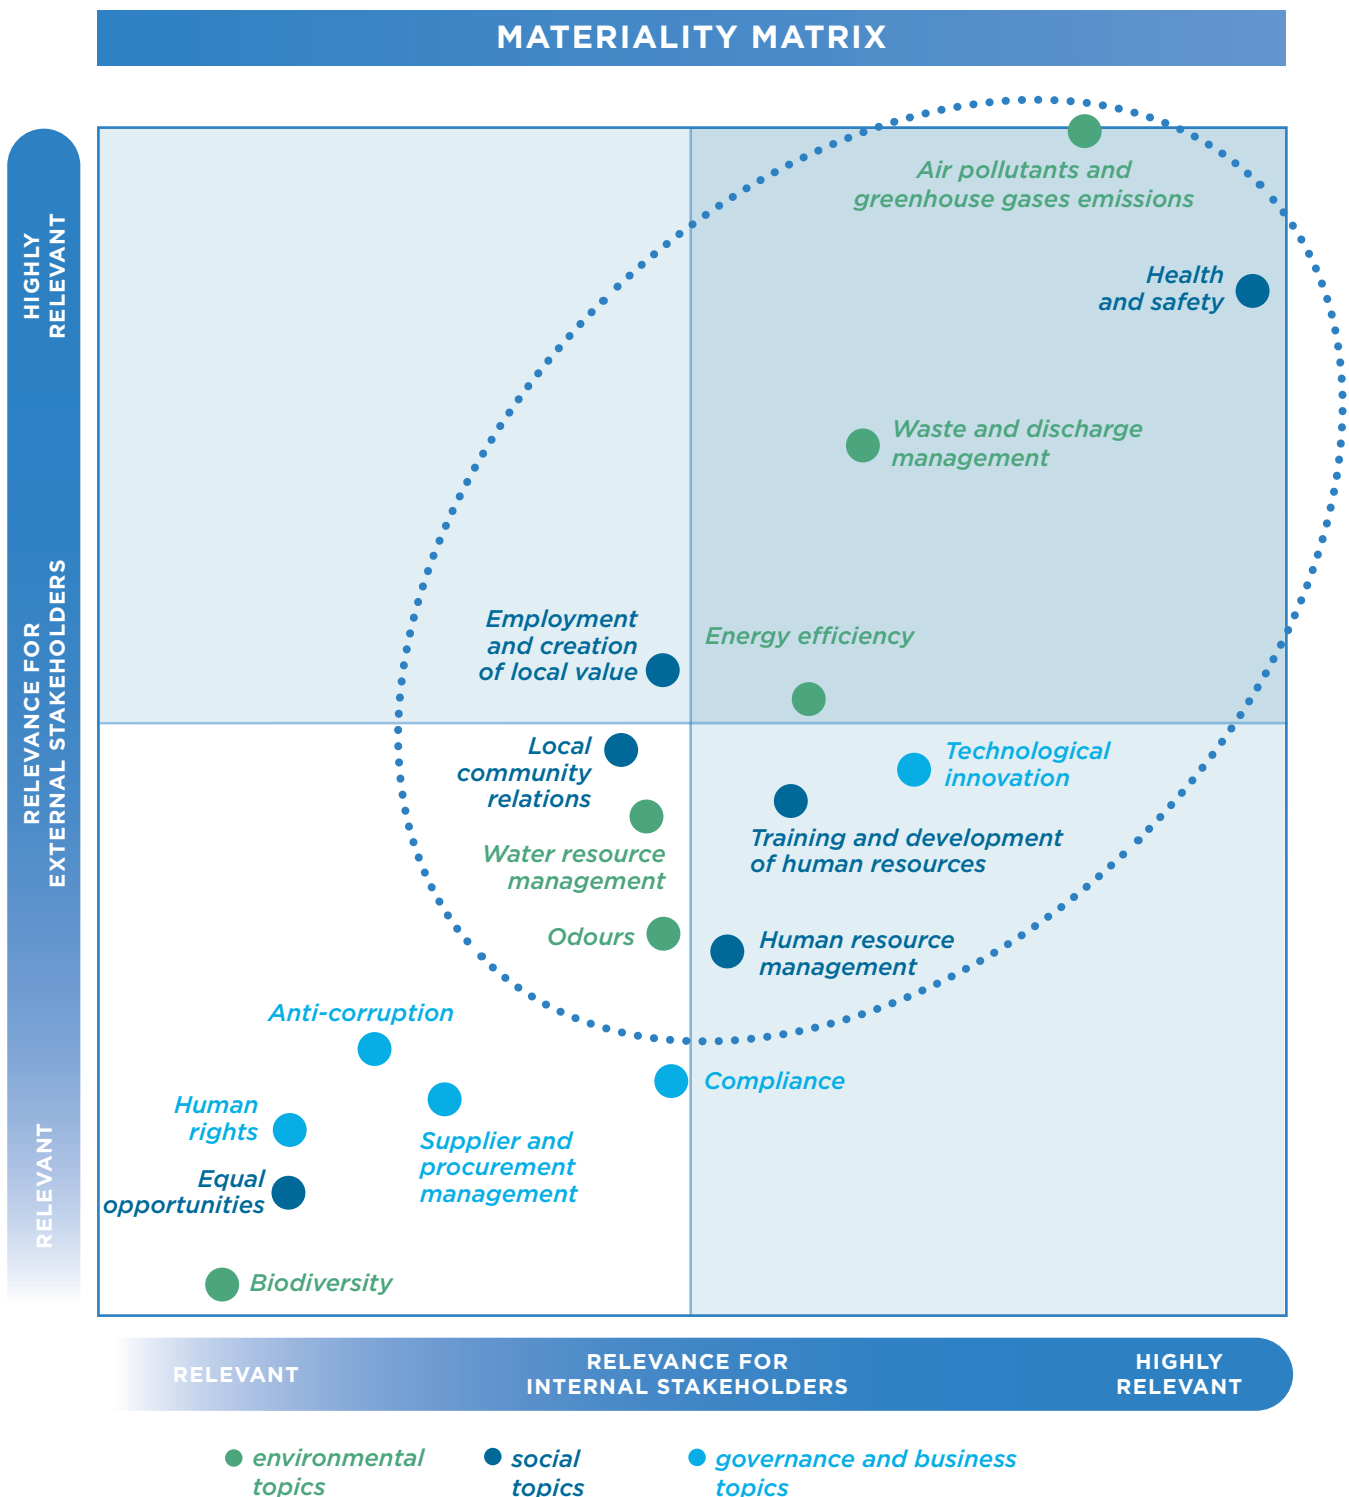 MATERIALITY MATRIX
HIGHLY
RELEVANT
RELEVANCE FOR
EXTERNAL STAKEHOLDERS
RELEVANT
Air pollutants and
greenhouse gases emissions
Health
and safety
Waste and discharge
management
Employment
and creation
of local value
Energy efficiency
Local
community
relations
Technological
innovation
Training and development
of human resources
Water resource
management
Odours
Human resource
management
Anti-corruption
Compliance
Human
rights
Supplier and
procurement
management
Equal
opportunities
Biodiversity
RELEVANT
RELEVANCE FOR
INTERNAL STAKEHOLDERS
HIGHLY
RELEVANT
environmental
topics
social
topics
governance and business
topics